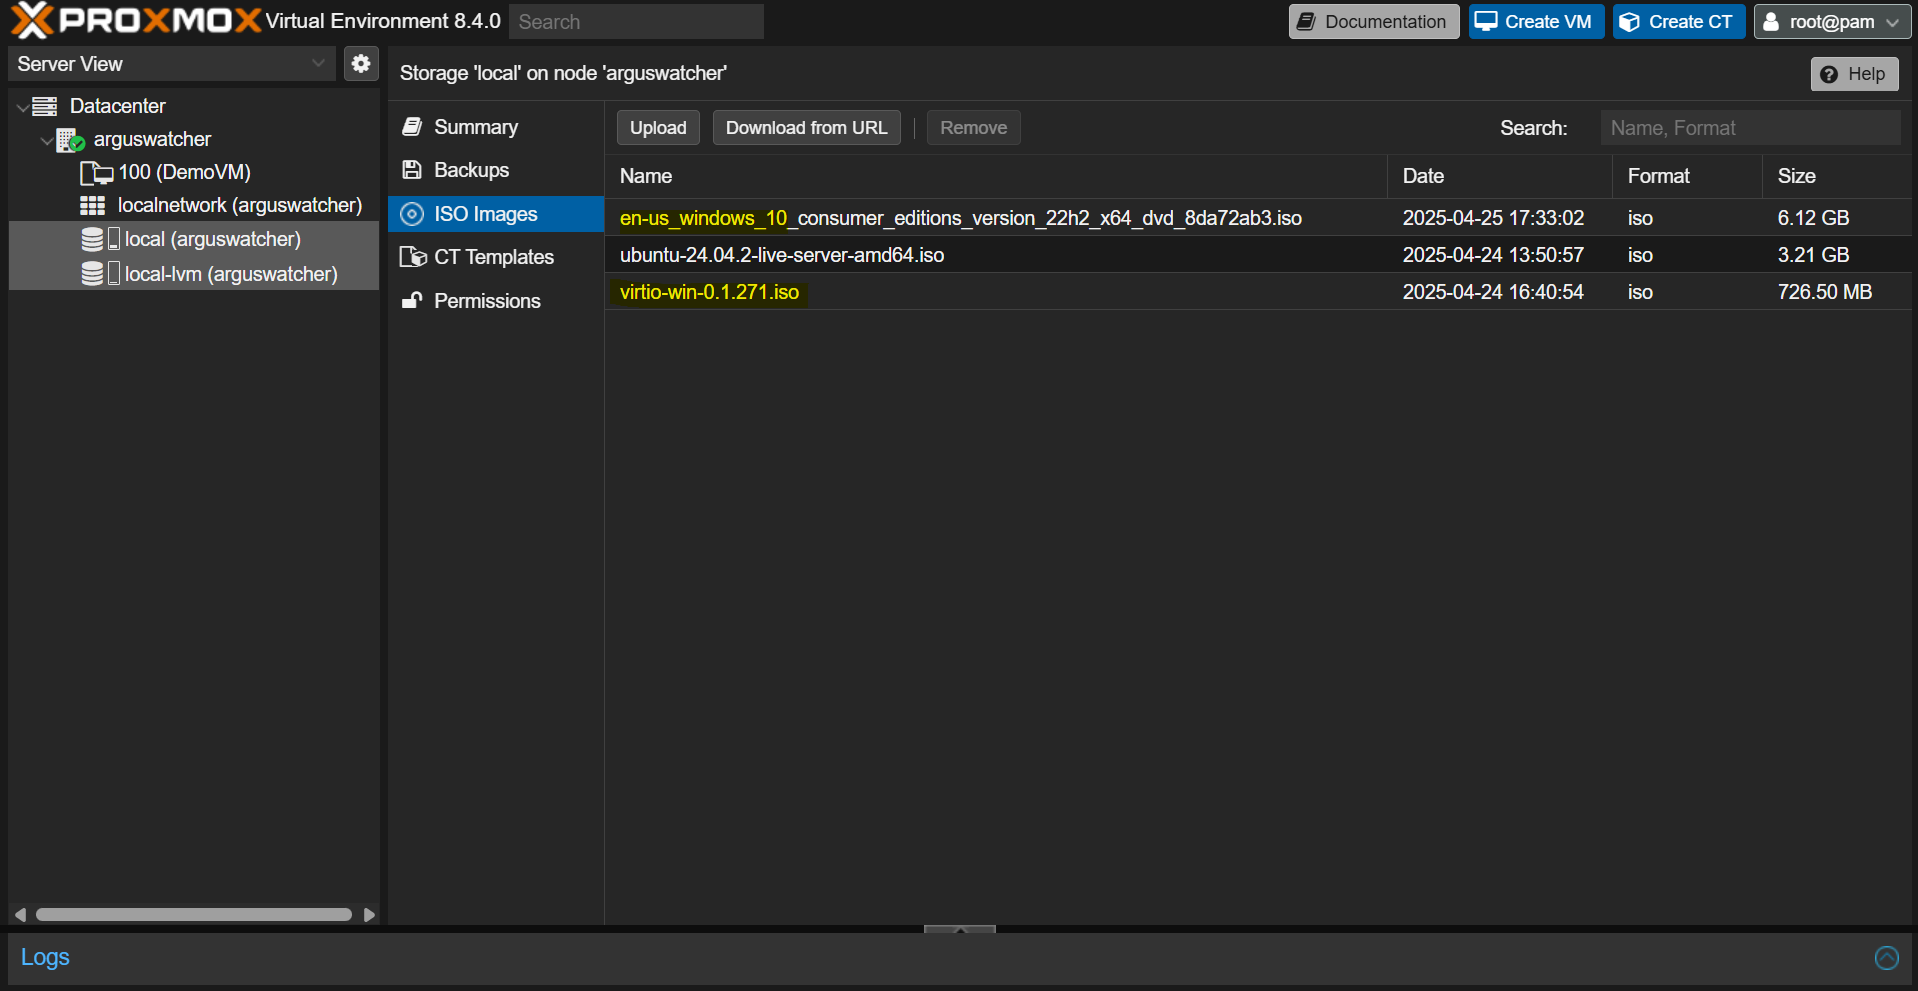 PROXMOX Virtual Environment 8.4.0 Search Documentation Create VM Create CT root@pam
Server View
Datacenter
arguswatcher
100 (DemoVM)
localnetwork (arguswatcher)
local (arguswatcher)
local-lvm (arguswatcher)
Storage 'local' on node 'arguswatcher' Help
Summary
Backups
ISO Images
CT Templates
Permissions
Upload Download from URL Remove Search: Name, Format
Name Date Format Size
en-us_windows_10_consumer_editions_version_22h2_x64_dvd_8da72ab3.iso 2025-04-25 17:33:02 iso 6.12 GB
ubuntu-24.04.2-live-server-amd64.iso 2025-04-24 13:50:57 iso 3.21 GB
virtio-win-0.1.271.iso 2025-04-24 16:40:54 iso 726.50 MB
Logs